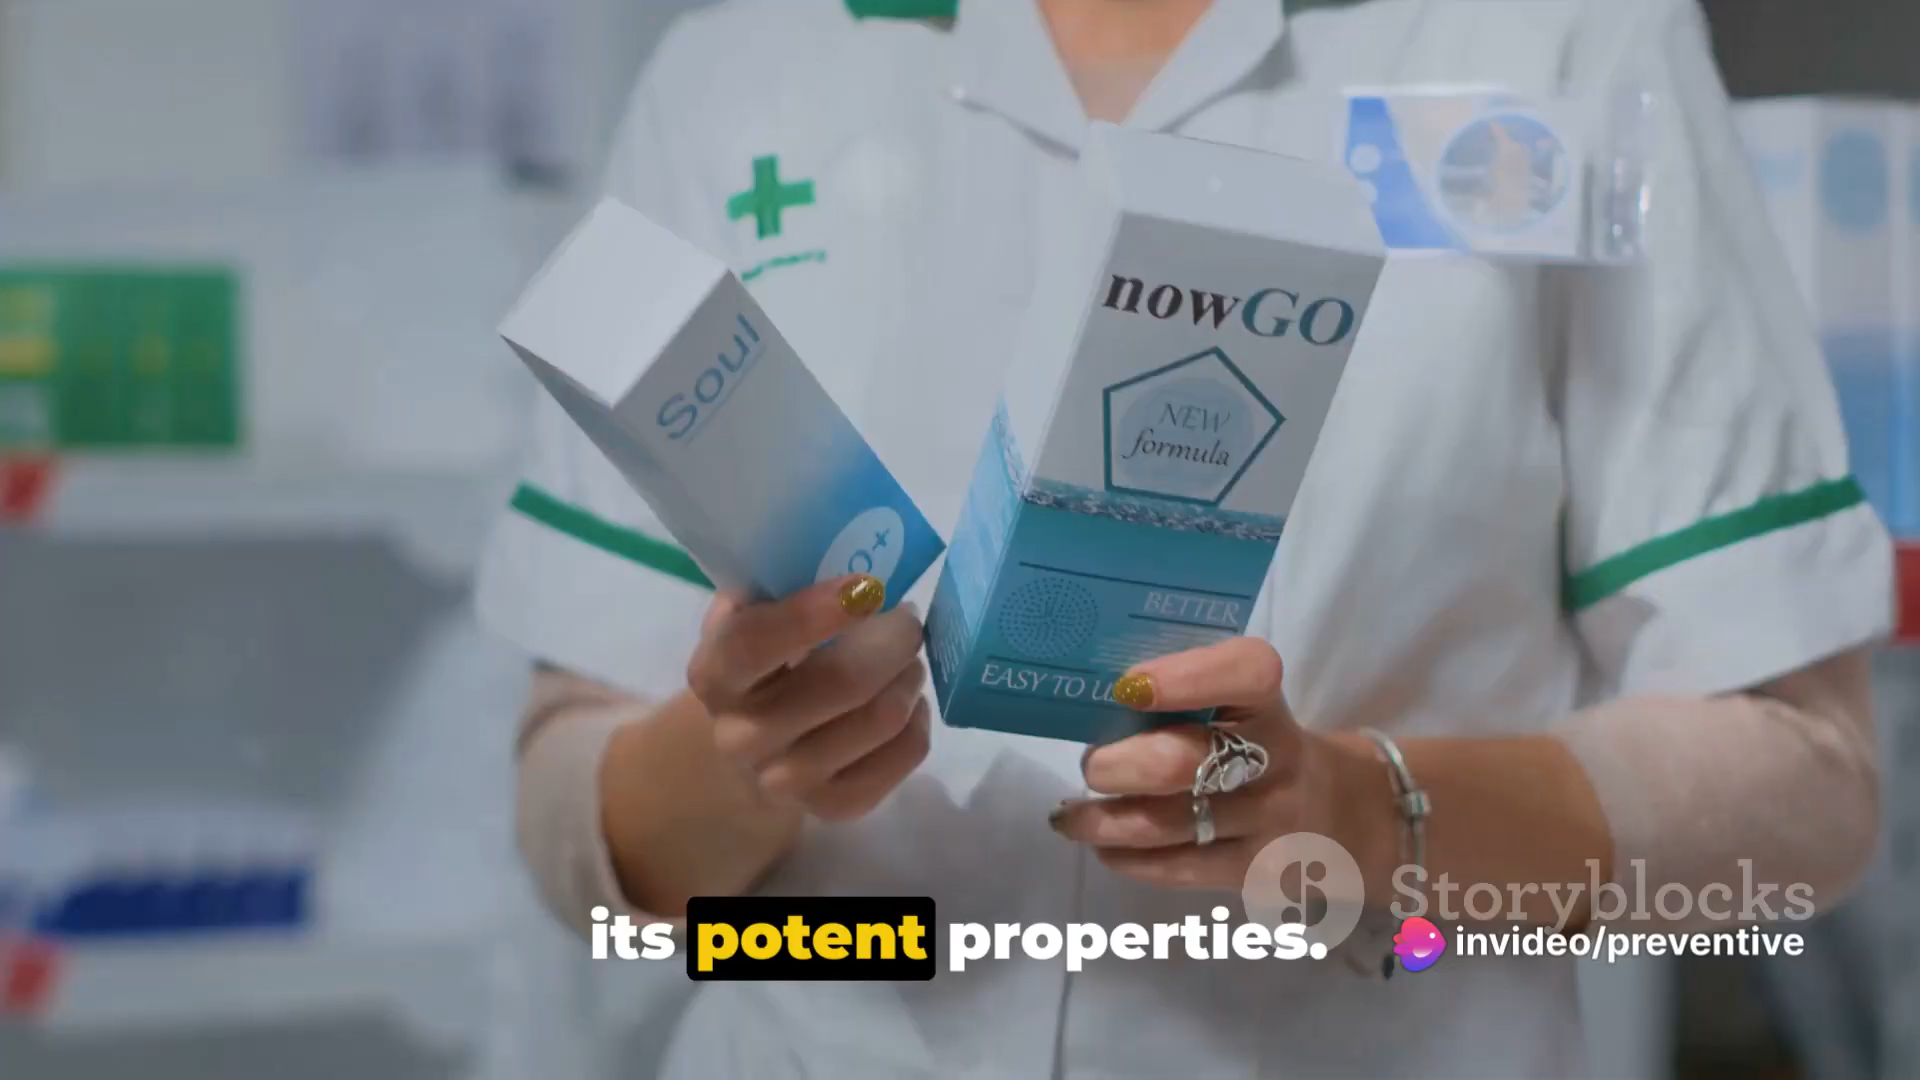 Soul
nowGO
NEW
formula
BETTER
EASY TO
its potent properties.
Storyblocks
invideo/preventive